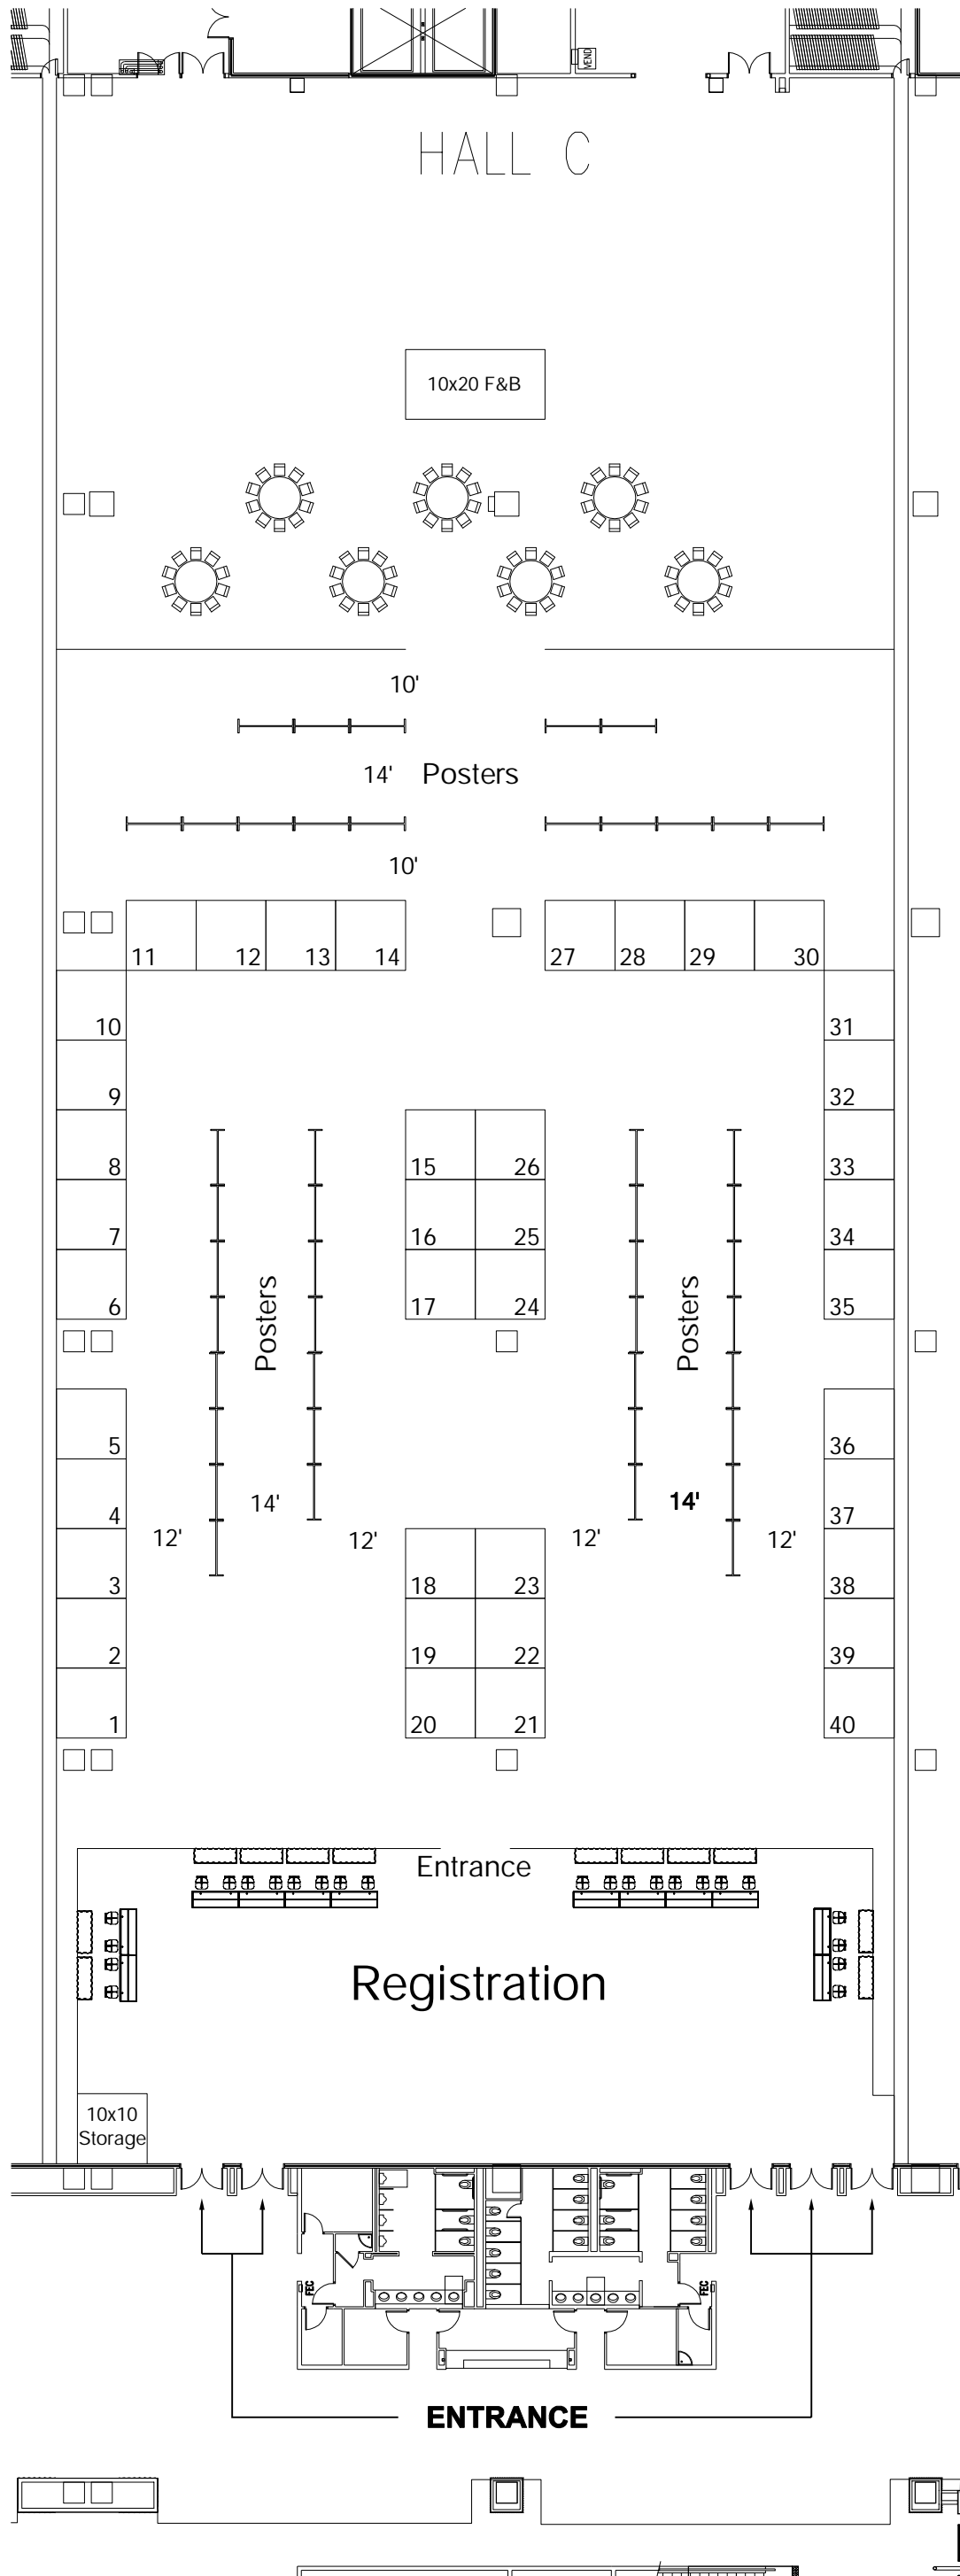 VEND
HALL C
10x20 F&B
10'
14' Posters
10'
11 12 13 14 27 28 29 30
10 31
9 32
8 15 26 33
7 16 25 34
6 17 24 35
Posters Posters
5 36
4 14' 14' 37
12' 12' 12' 12'
3 18 23 38
2 19 22 39
1 20 21 40
Entrance
Registration
10x10
Storage
FEC FEC
ENTRANCE